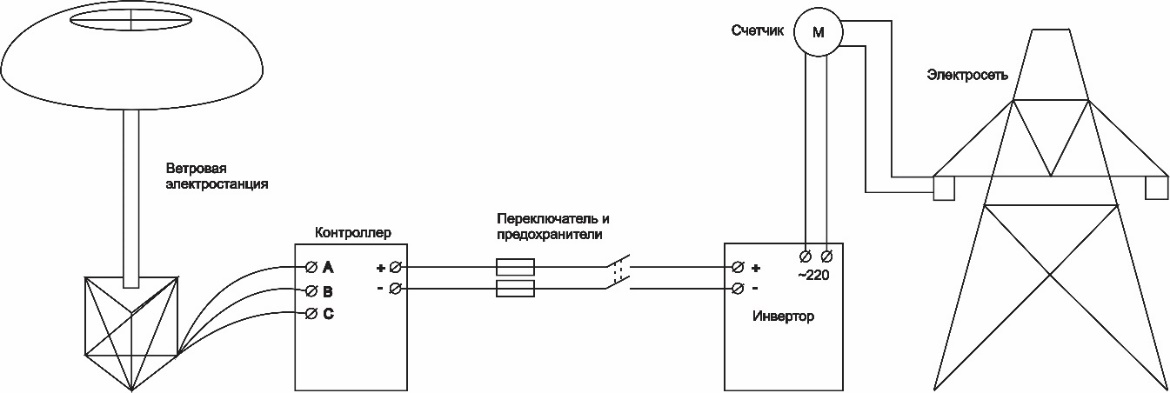 Счетчик
М
Электросеть
Ветровая
электростанция
Переключатель и
предохранители
Контроллер
A
B
C
+
-
+
-
~220
Инвертор